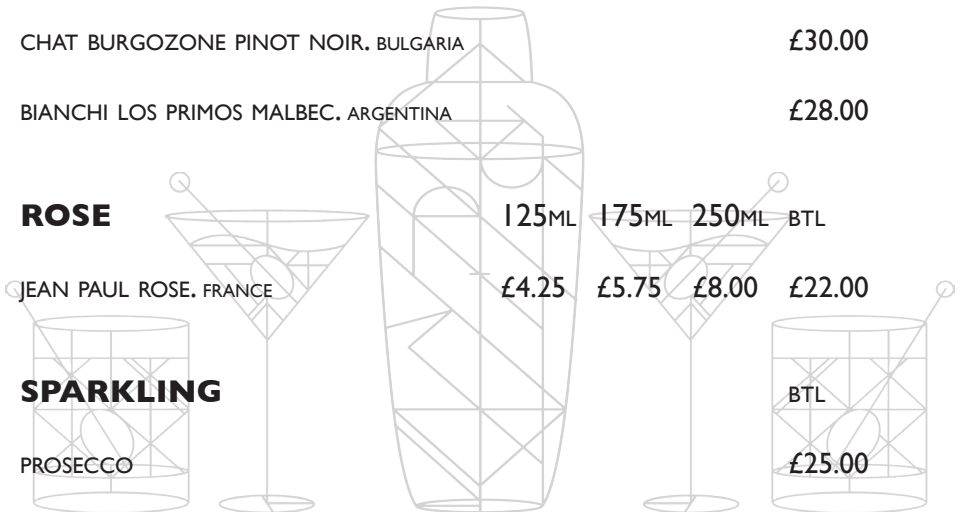 CHAT BURGOZONE PINOT NOIR. BULGARIA £30.00
BIANCHI LOS PRIMOS MALBEC. ARGENTINA £28.00
ROSE 125ML 175ML 250ML BTL
JEAN PAUL ROSE. FRANCE £4.25 £5.75 £8.00 £22.00
SPARKLING BTL
PROSECCO £25.00